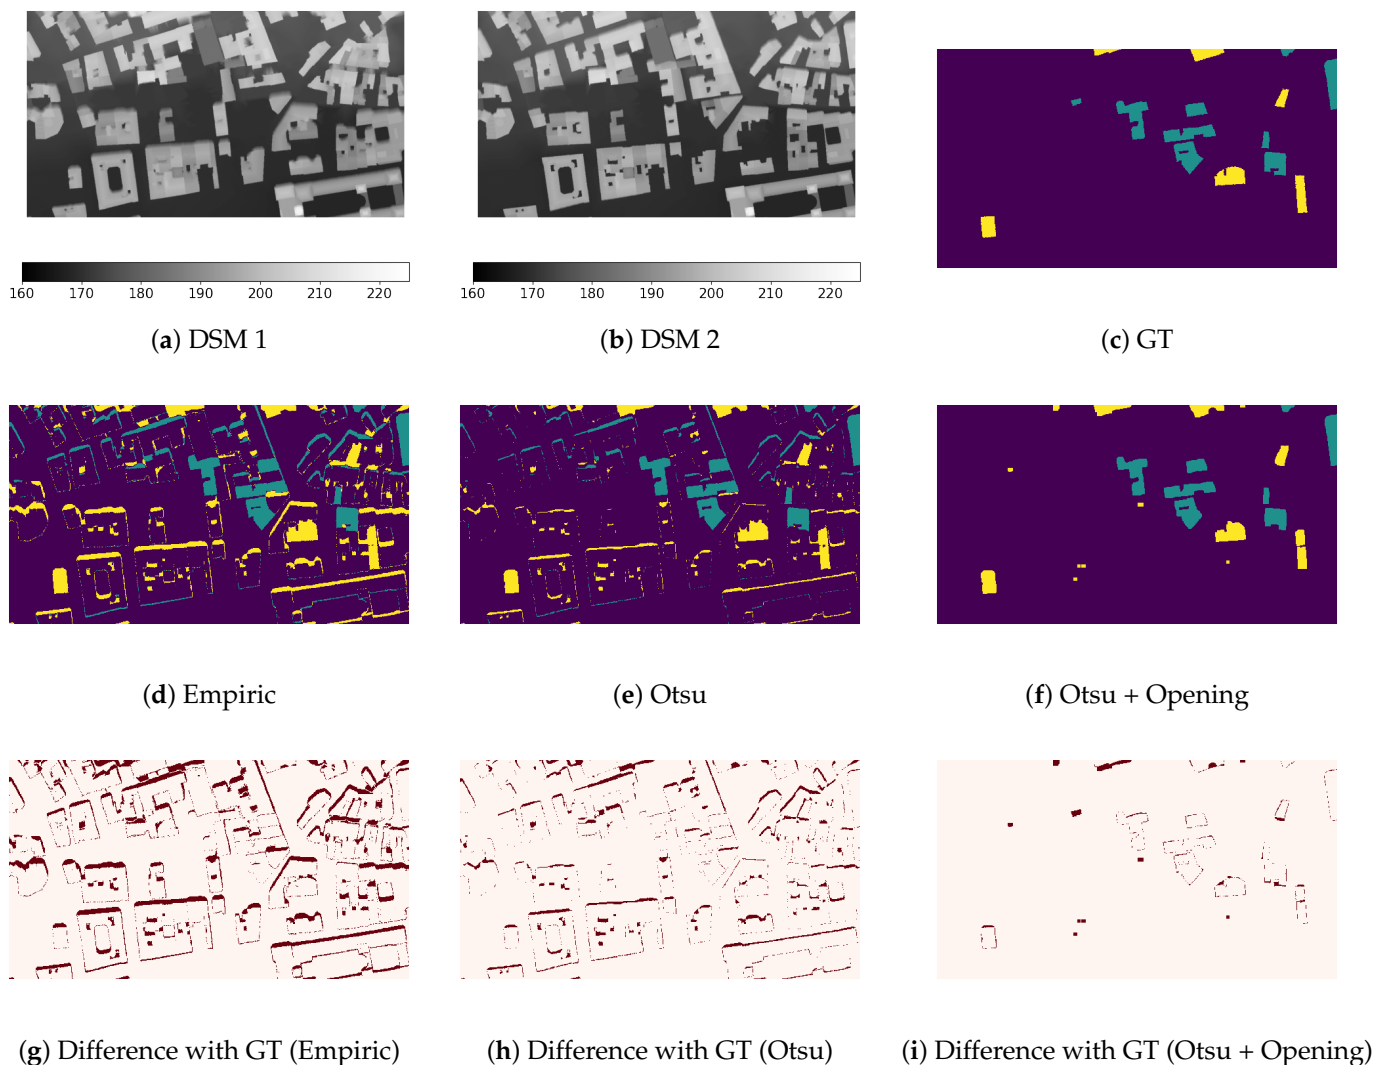 160 170 180 190 200 210 220
160 170 180 190 200 210 220
(a) DSM 1
(b) DSM 2
(c) GT
(d) Empiric
(e) Otsu
(f) Otsu + Opening
(g) Difference with GT (Empiric)
(h) Difference with GT (Otsu)
(i) Difference with GT (Otsu + Opening)